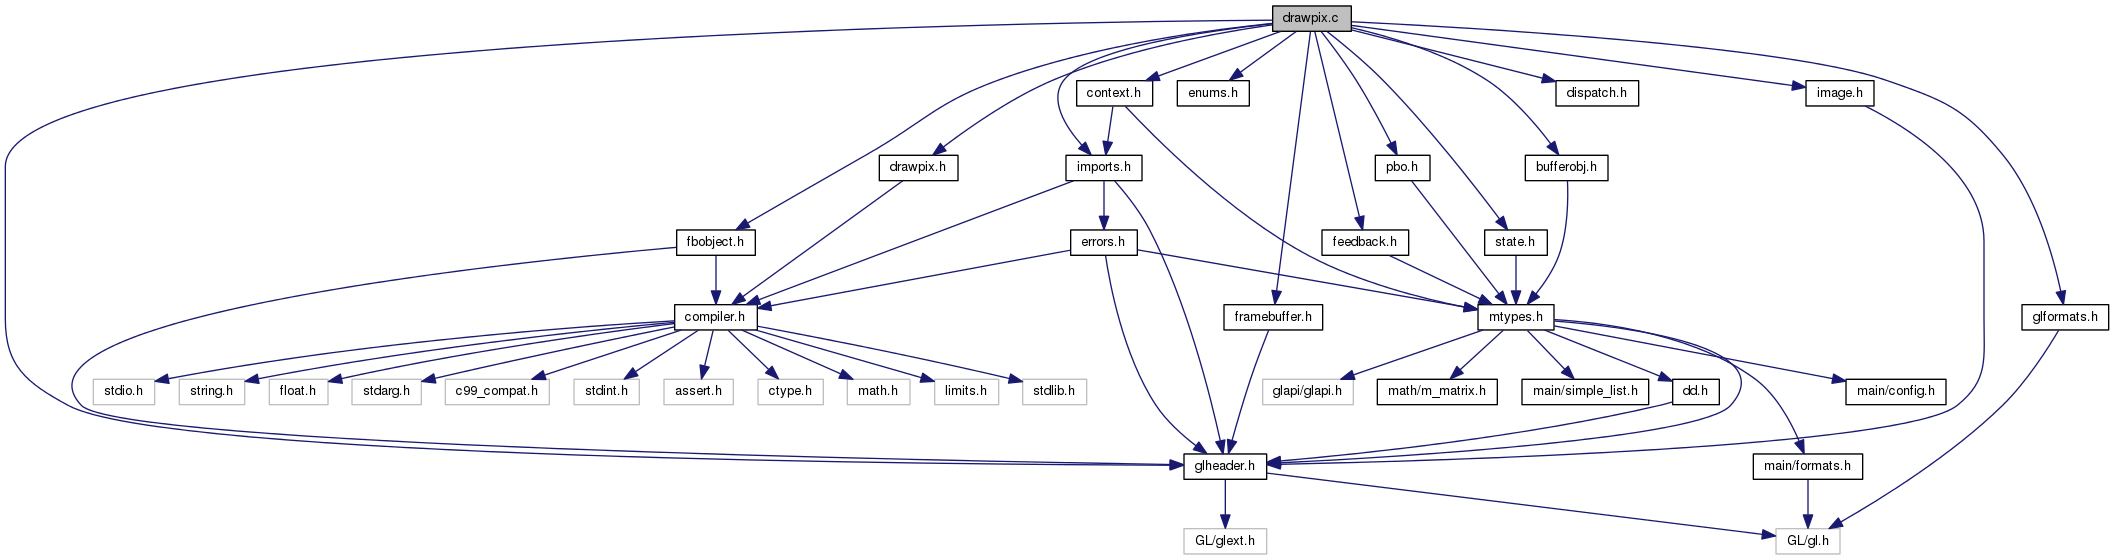 drawpix.c
context.h
enums.h
dispatch.h
image.h
drawpix.h
imports.h
pbo.h
bufferobj.h
fbobject.h
errors.h
feedback.h
state.h
compiler.h
framebuffer.h
mtypes.h
glformats.h
stdio.h
string.h
float.h
stdarg.h
c99_compat.h
stdint.h
assert.h
ctype.h
math.h
limits.h
stdlib.h
glapi/glapi.h
math/m_matrix.h
main/simple_list.h
dd.h
main/config.h
glheader.h
main/formats.h
GL/glext.h
GL/gl.h